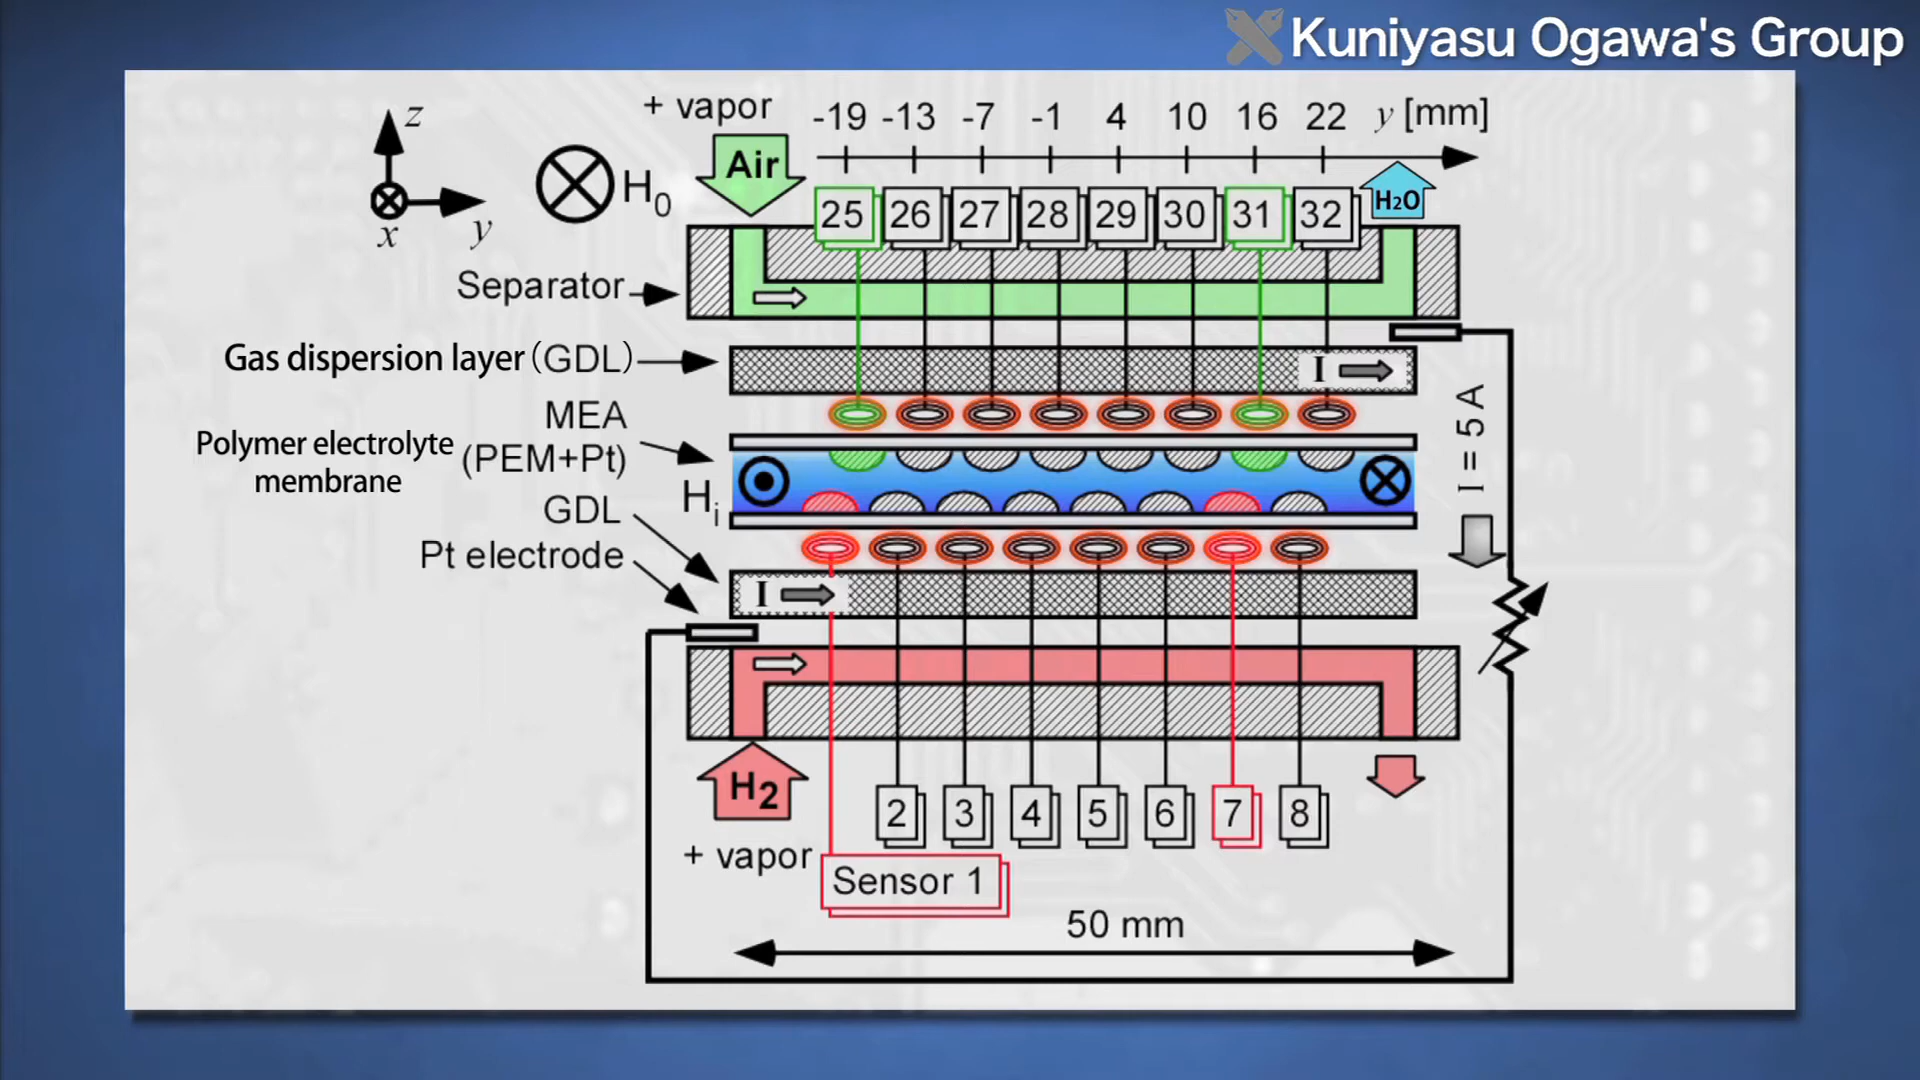 Kuniyasu Ogawa's Group
+ vapor
-19 -13 -7 -1 4 10 16 22 y [mm]
z
Air
H0
x
y
25 26 27 28 29 30 31 32
H2O
Separator
Gas dispersion layer (GDL)
I
MEA
Polymer electrolyte
membrane
(PEM+Pt)
Hi
I = 5 A
GDL
Pt electrode
I
H2
2 3 4 5 6 7 8
+ vapor
Sensor 1
50 mm